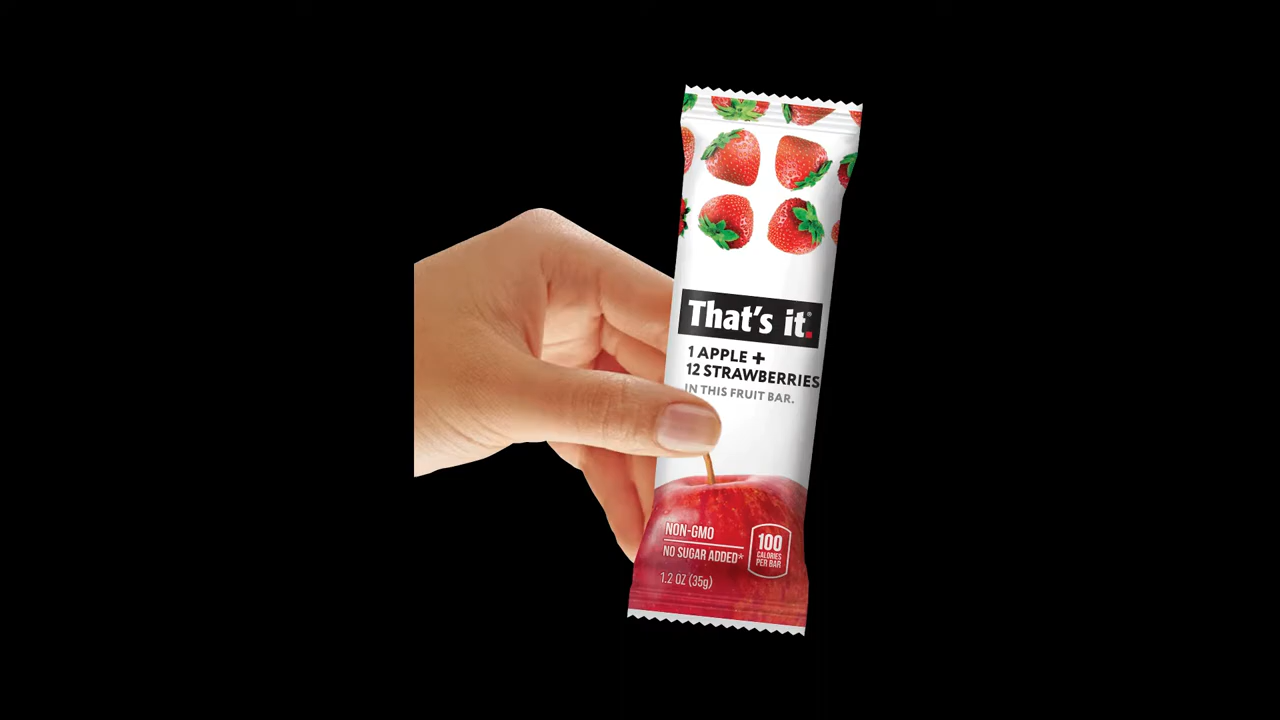 That's it.®
1 APPLE +
12 STRAWBERRIES
IN THIS FRUIT BAR.
NON-GMO
NO SUGAR ADDED*
1.2 OZ (35g)
100
CALORIES
PER BAR